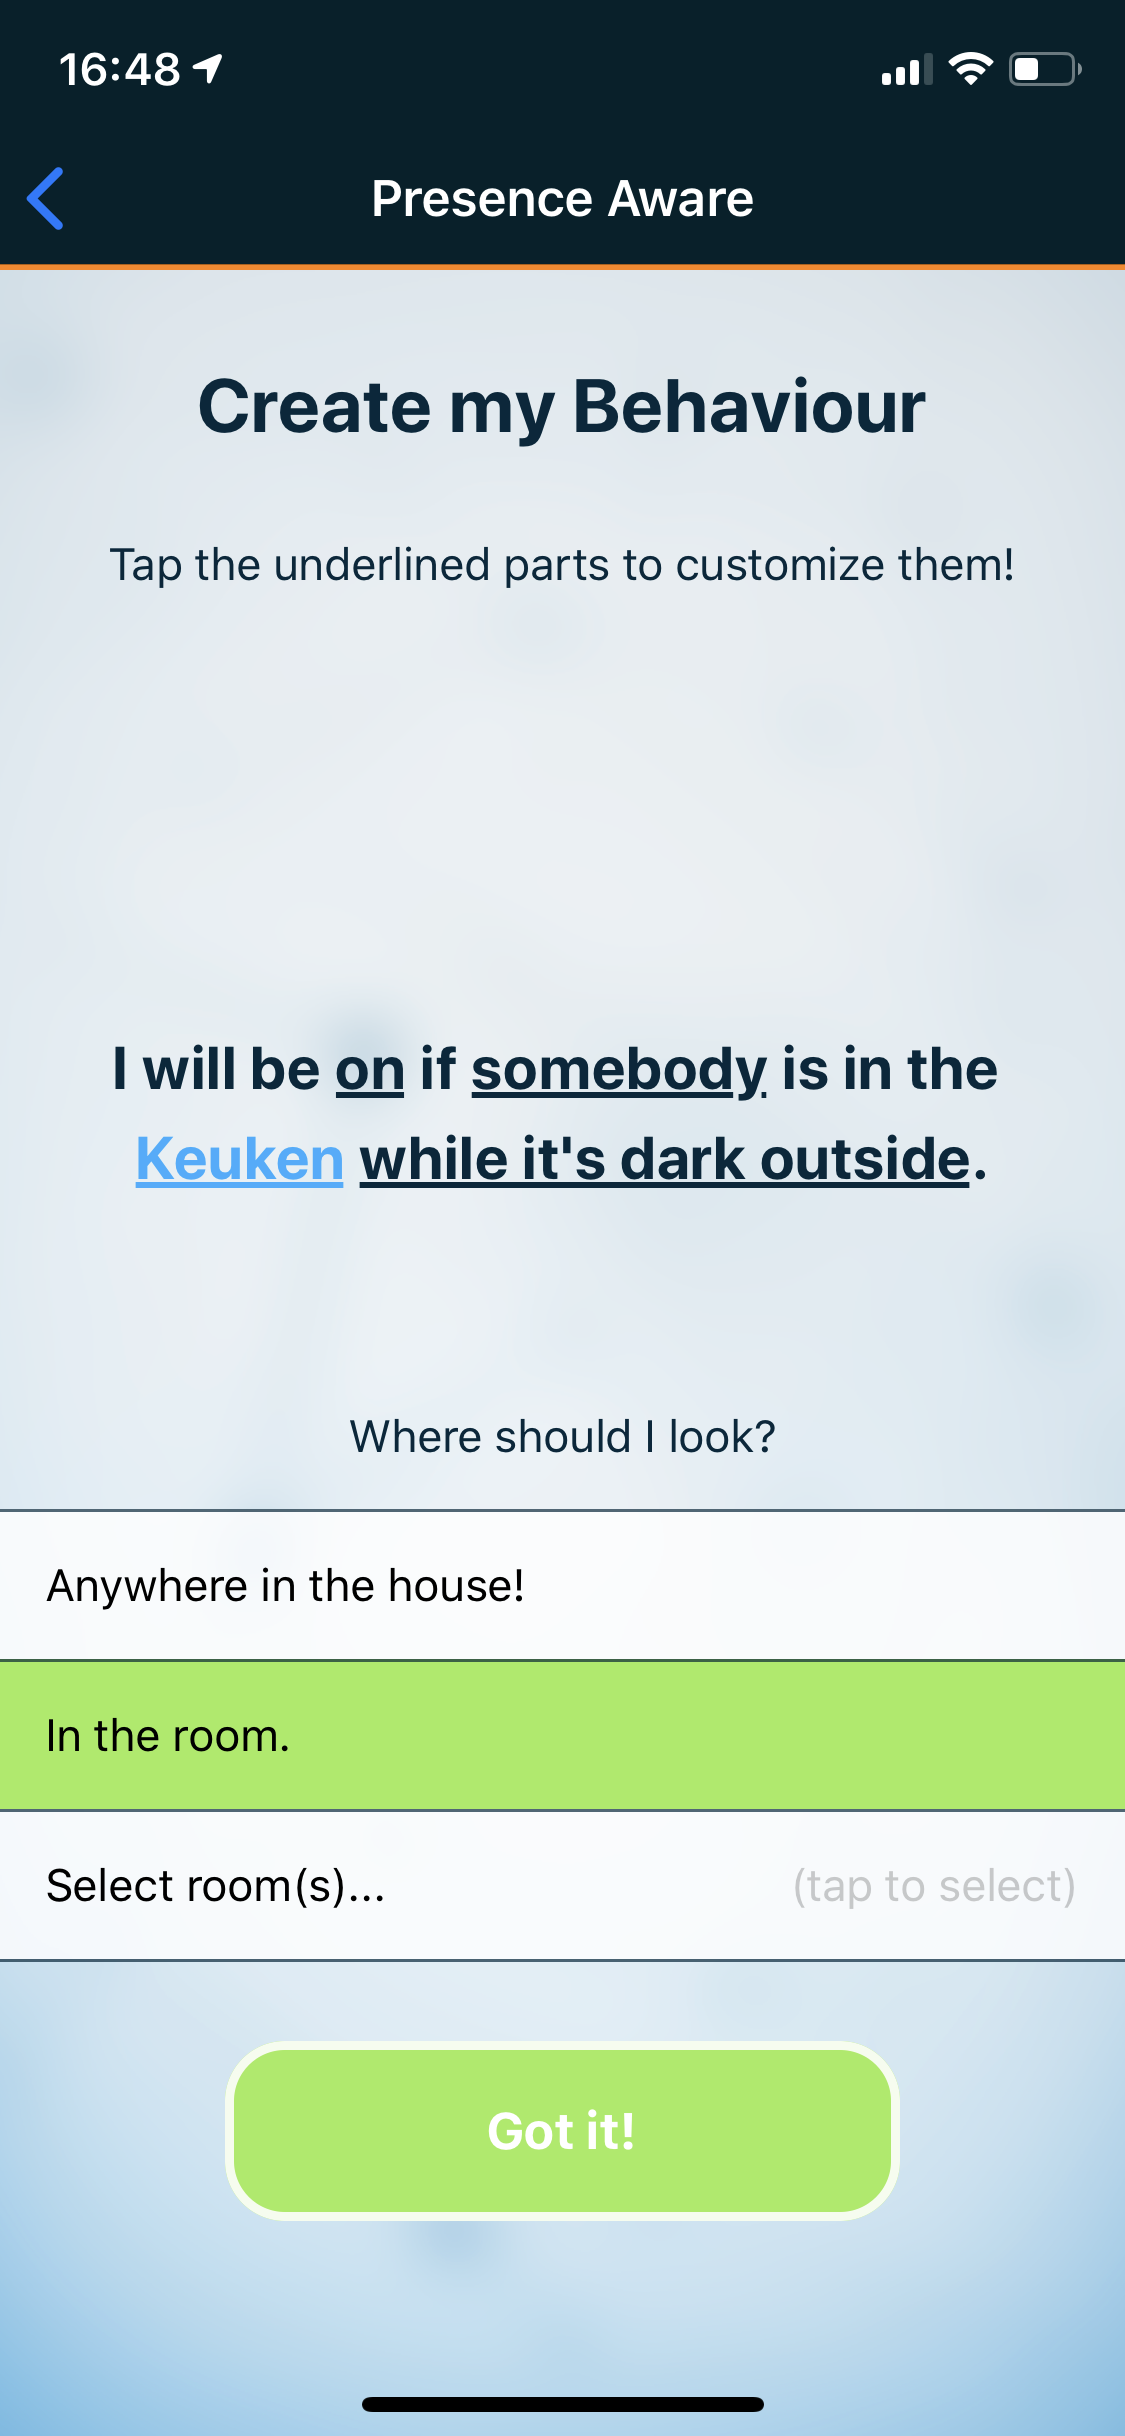 16:48
Presence Aware
Create my Behaviour
Tap the underlined parts to customize them!
I will be on if somebody is in the
Keuken while it's dark outside.
Where should I look?
Anywhere in the house!
In the room.
Select room(s)... (tap to select)
Got it!